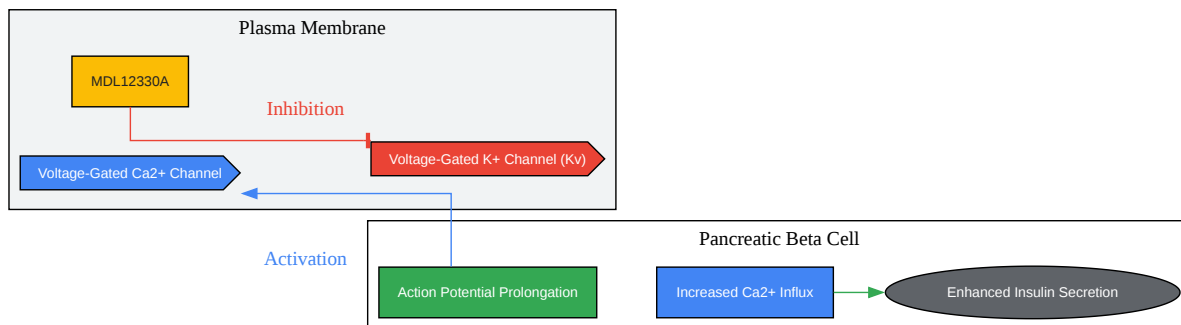 Plasma Membrane
MDL12330A
Inhibition
Voltage-Gated K+ Channel (Kv)
Voltage-Gated Ca2+ Channel
Pancreatic Beta Cell
Activation
Action Potential Prolongation
Increased Ca2+ Influx
Enhanced Insulin Secretion